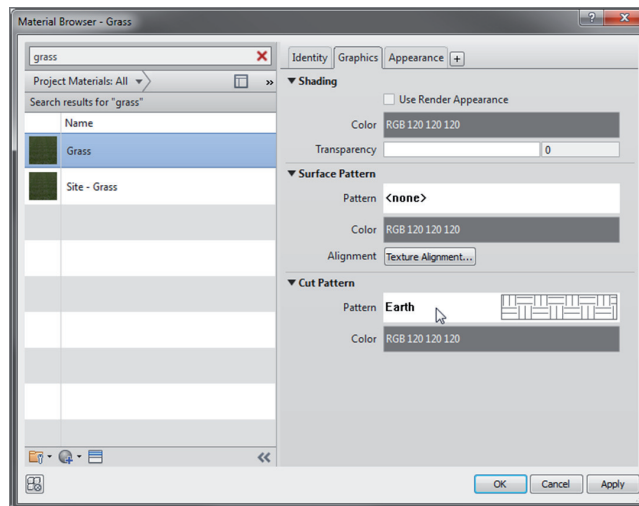 Material Browser - Grass
grass
Project Materials: All
Search results for "grass"
Name
Grass
Site - Grass
Identity
Graphics
Appearance
+
Shading
Use Render Appearance
Color RGB 120 120 120
Transparency 0
Surface Pattern
Pattern <none>
Color RGB 120 120 120
Alignment Texture Alignment...
Cut Pattern
Pattern Earth
Color RGB 120 120 120
OK
Cancel
Apply